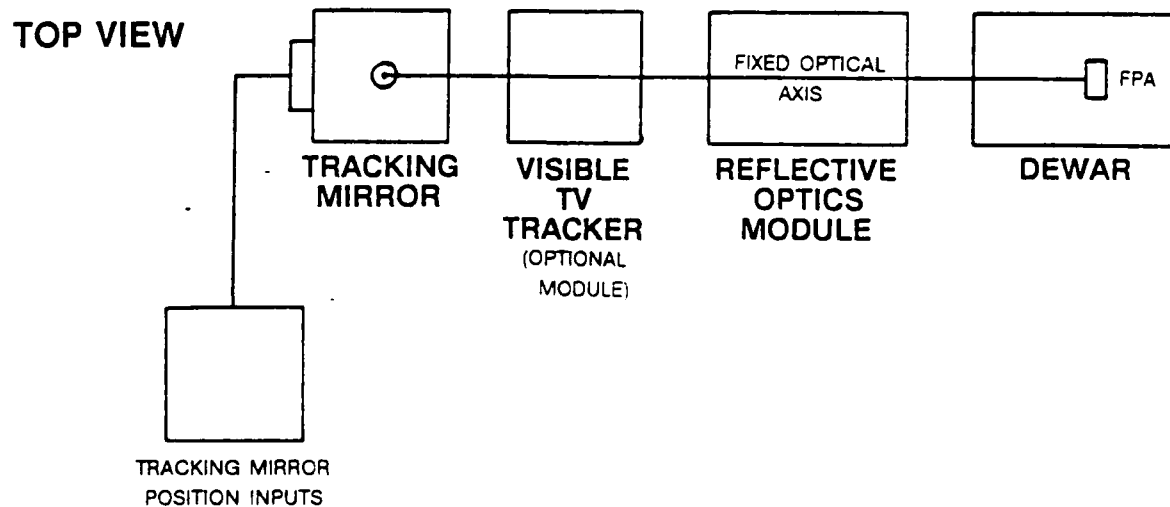 TOP VIEW
FIXED OPTICAL
AXIS
FPA
TRACKING
MIRROR
VISIBLE
TV
TRACKER
(OPTIONAL
MODULE)
REFLECTIVE
OPTICS
MODULE
DEWAR
TRACKING MIRROR
POSITION INPUTS